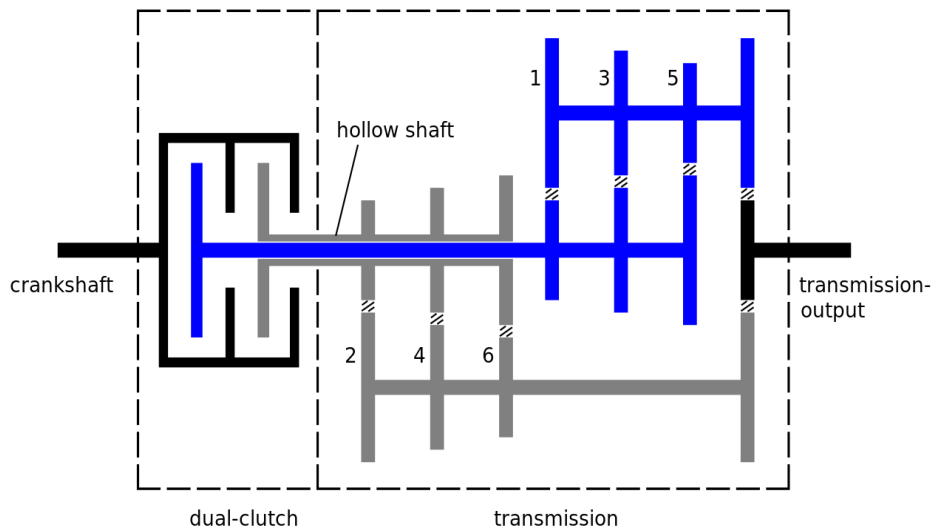 1
3
5
hollow shaft
crankshaft
transmission-
output
2
4
6
dual-clutch
transmission